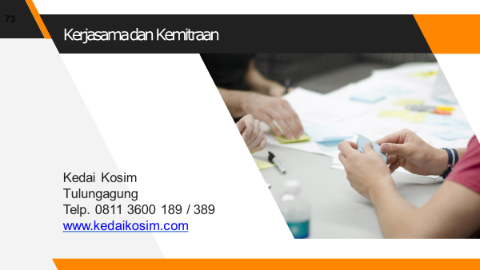 73
Kerjasama dan Kemitraan
Kedai Kosim
Tulungagung
Telp. 0811 3600 189 / 389
www.kedaikosim.com